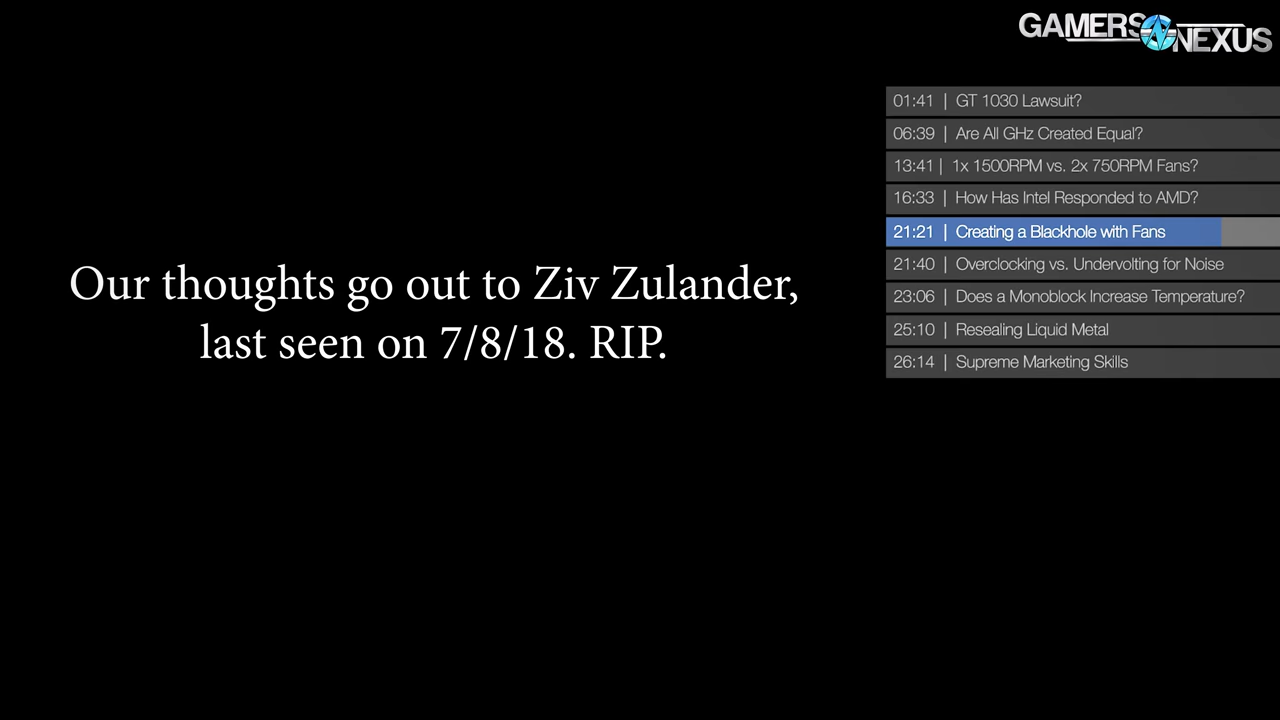 GAMERS NEXUS
01:41 | GT 1030 Lawsuit?
06:39 | Are All GHz Created Equal?
13:41 | 1x 1500RPM vs. 2x 750RPM Fans?
16:33 | How Has Intel Responded to AMD?
21:21 | Creating a Blackhole with Fans
21:40 | Overclocking vs. Undervolting for Noise
23:06 | Does a Monoblock Increase Temperature?
25:10 | Resealing Liquid Metal
26:14 | Supreme Marketing Skills
Our thoughts go out to Ziv Zulander,
last seen on 7/8/18. RIP.